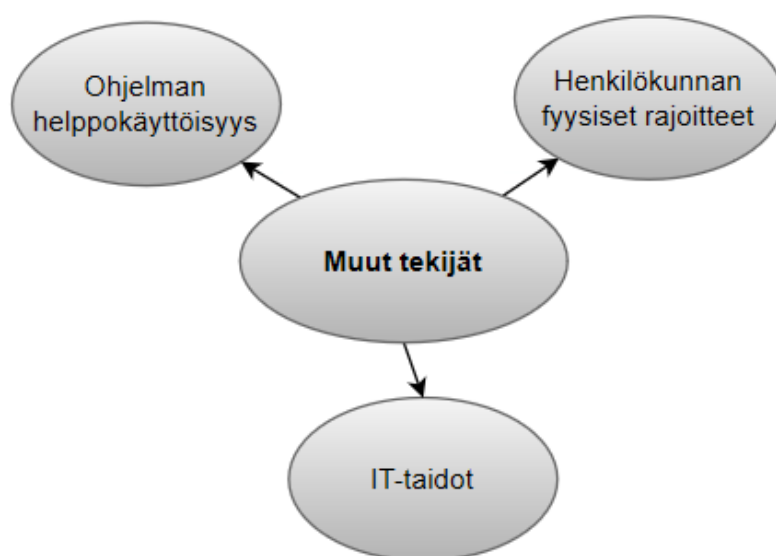 Ohjelman
helppokäyttöisyys
Henkilökunnan
fyysiset rajoitteet
Muut tekijät
IT-taidot